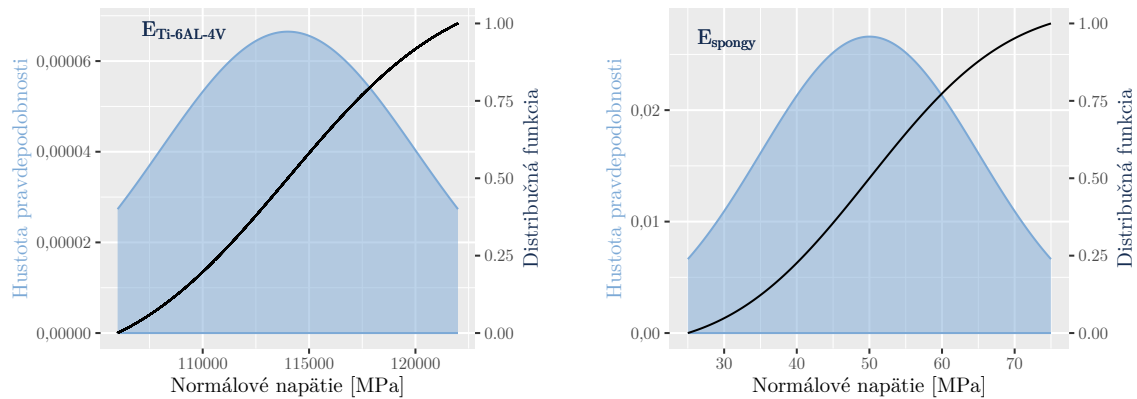 E_Ti-6AL-4V
Hustota pravdepodobnosti
0,00006
0,00004
0,00002
0,00000
1.00
0.75
0.50
0.25
0.00
Distribučná funkcia
110000 115000 120000
Normálové napätie [MPa]
E_spongy
Hustota pravdepodobnosti
0,02
0,01
0,00
1.00
0.75
0.50
0.25
0.00
Distribučná funkcia
30 40 50 60 70
Normálové napätie [MPa]